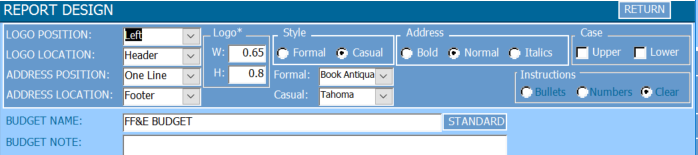 REPORT DESIGN RETURN
LOGO POSITION: Left Logo* Style Address Case
W: 0.65 Formal Casual Bold Normal Italics Upper Lower
LOGO LOCATION: Header
ADDRESS POSITION: One Line H: 0.8 Formal: Book Antiqua Instructions
ADDRESS LOCATION: Footer Casual: Tahoma Bullets Numbers Clear
BUDGET NAME: FF&E BUDGET STANDARD
BUDGET NOTE: